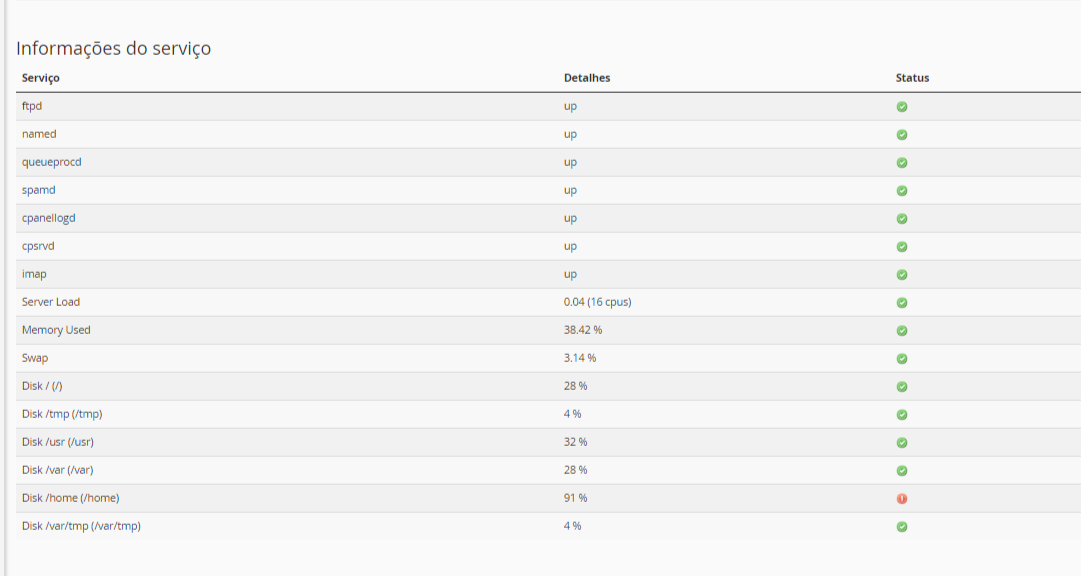 Informações do serviço
Serviço Detalhes Status
ftpd up
named up
queueprocd up
spamd up
cpanellogd up
cpsrvd up
imap up
Server Load 0.04 (16 cpus)
Memory Used 38.42 %
Swap 3.14 %
Disk / (/) 28 %
Disk /tmp (/tmp) 4 %
Disk /usr (/usr) 32 %
Disk /var (/var) 28 %
Disk /home (/home) 91 %
Disk /var/tmp (/var/tmp) 4 %